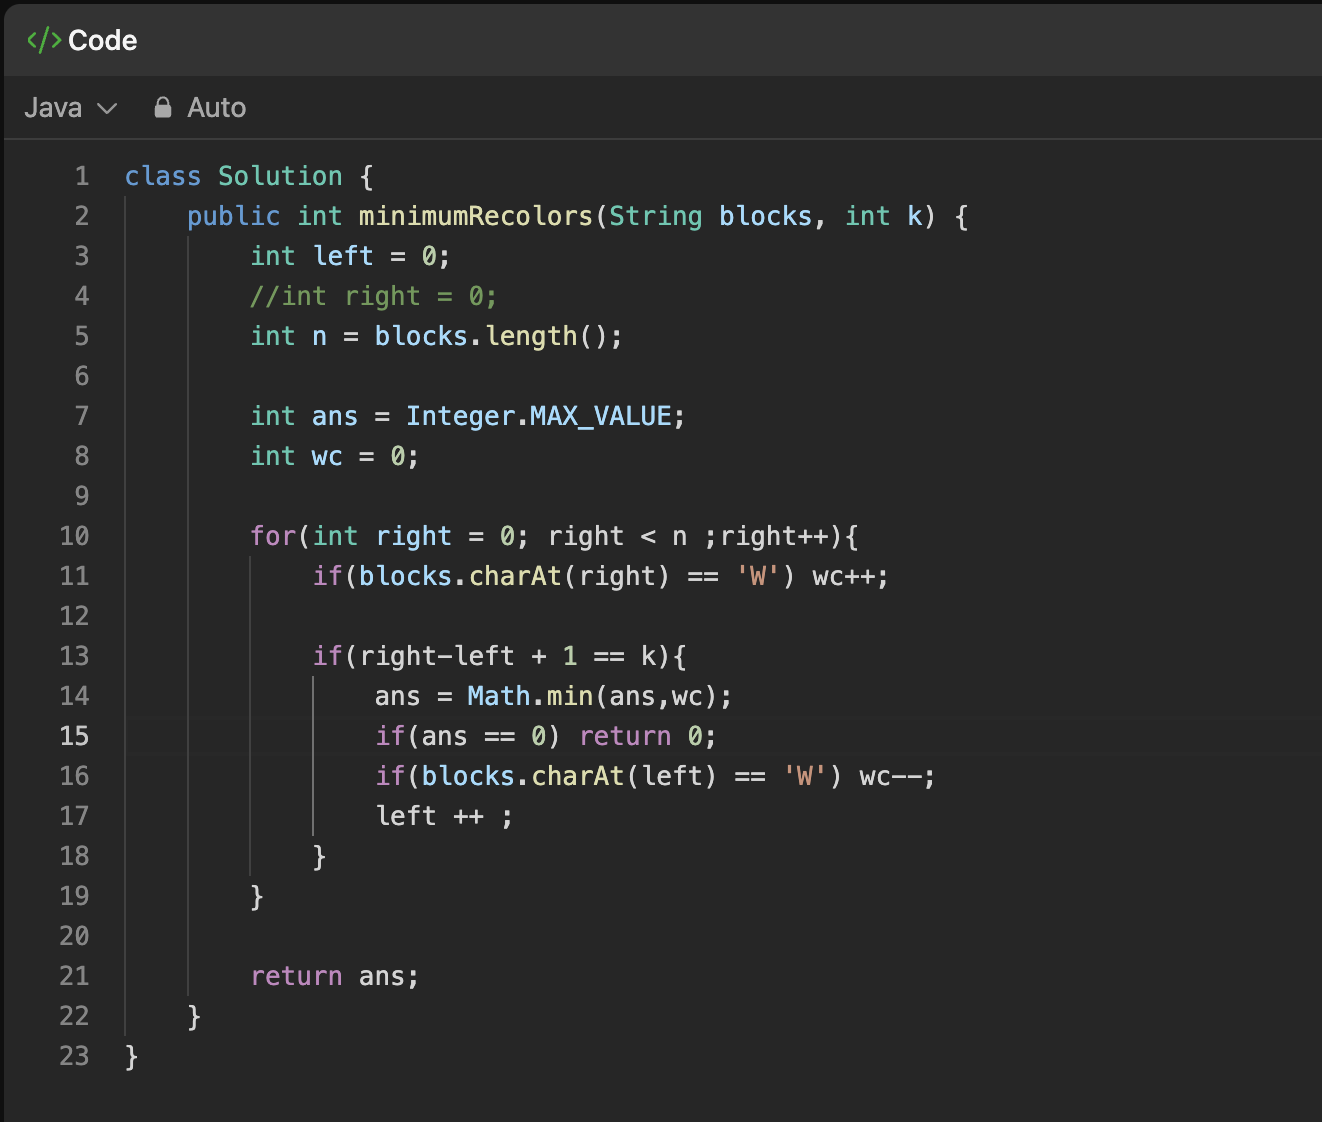 </> Code
Java Auto
1 class Solution {
2     public int minimumRecolors(String blocks, int k) {
3         int left = 0;
4         //int right = 0;
5         int n = blocks.length();
6
7         int ans = Integer.MAX_VALUE;
8         int wc = 0;
9
10         for(int right = 0; right < n ;right++){
11             if(blocks.charAt(right) == 'W') wc++;
12
13             if(right-left + 1 == k){
14                 ans = Math.min(ans,wc);
15                 if(ans == 0) return 0;
16                 if(blocks.charAt(left) == 'W') wc--;
17                 left ++ ;
18             }
19         }
20
21         return ans;
22     }
23 }